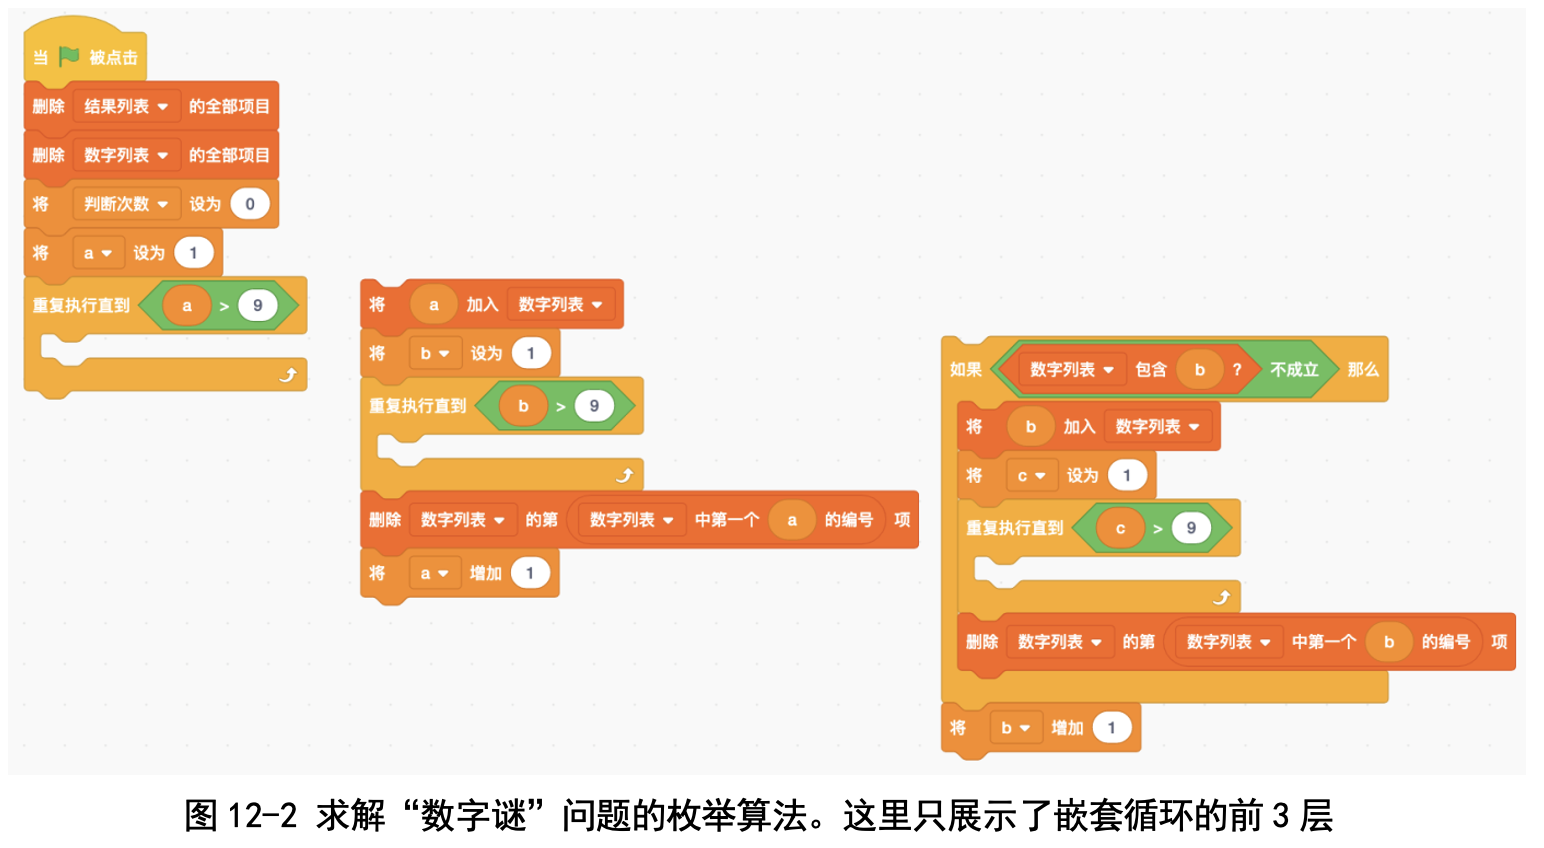 当 被点击
删除 结果列表 的全部项目
删除 数字列表 的全部项目
将 判断次数 设为 0
将 a 设为 1
重复执行直到 a > 9
将 a 加入 数字列表
将 b 设为 1
重复执行直到 b > 9
删除 数字列表 的第 数字列表 中第一个 a 的编号 项
将 a 增加 1
如果 数字列表 包含 b ? 不成立 那么
将 b 加入 数字列表
将 c 设为 1
重复执行直到 c > 9
删除 数字列表 的第 数字列表 中第一个 b 的编号 项
将 b 增加 1
图 12-2 求解“数字谜”问题的枚举算法。这里只展示了嵌套循环的前 3 层